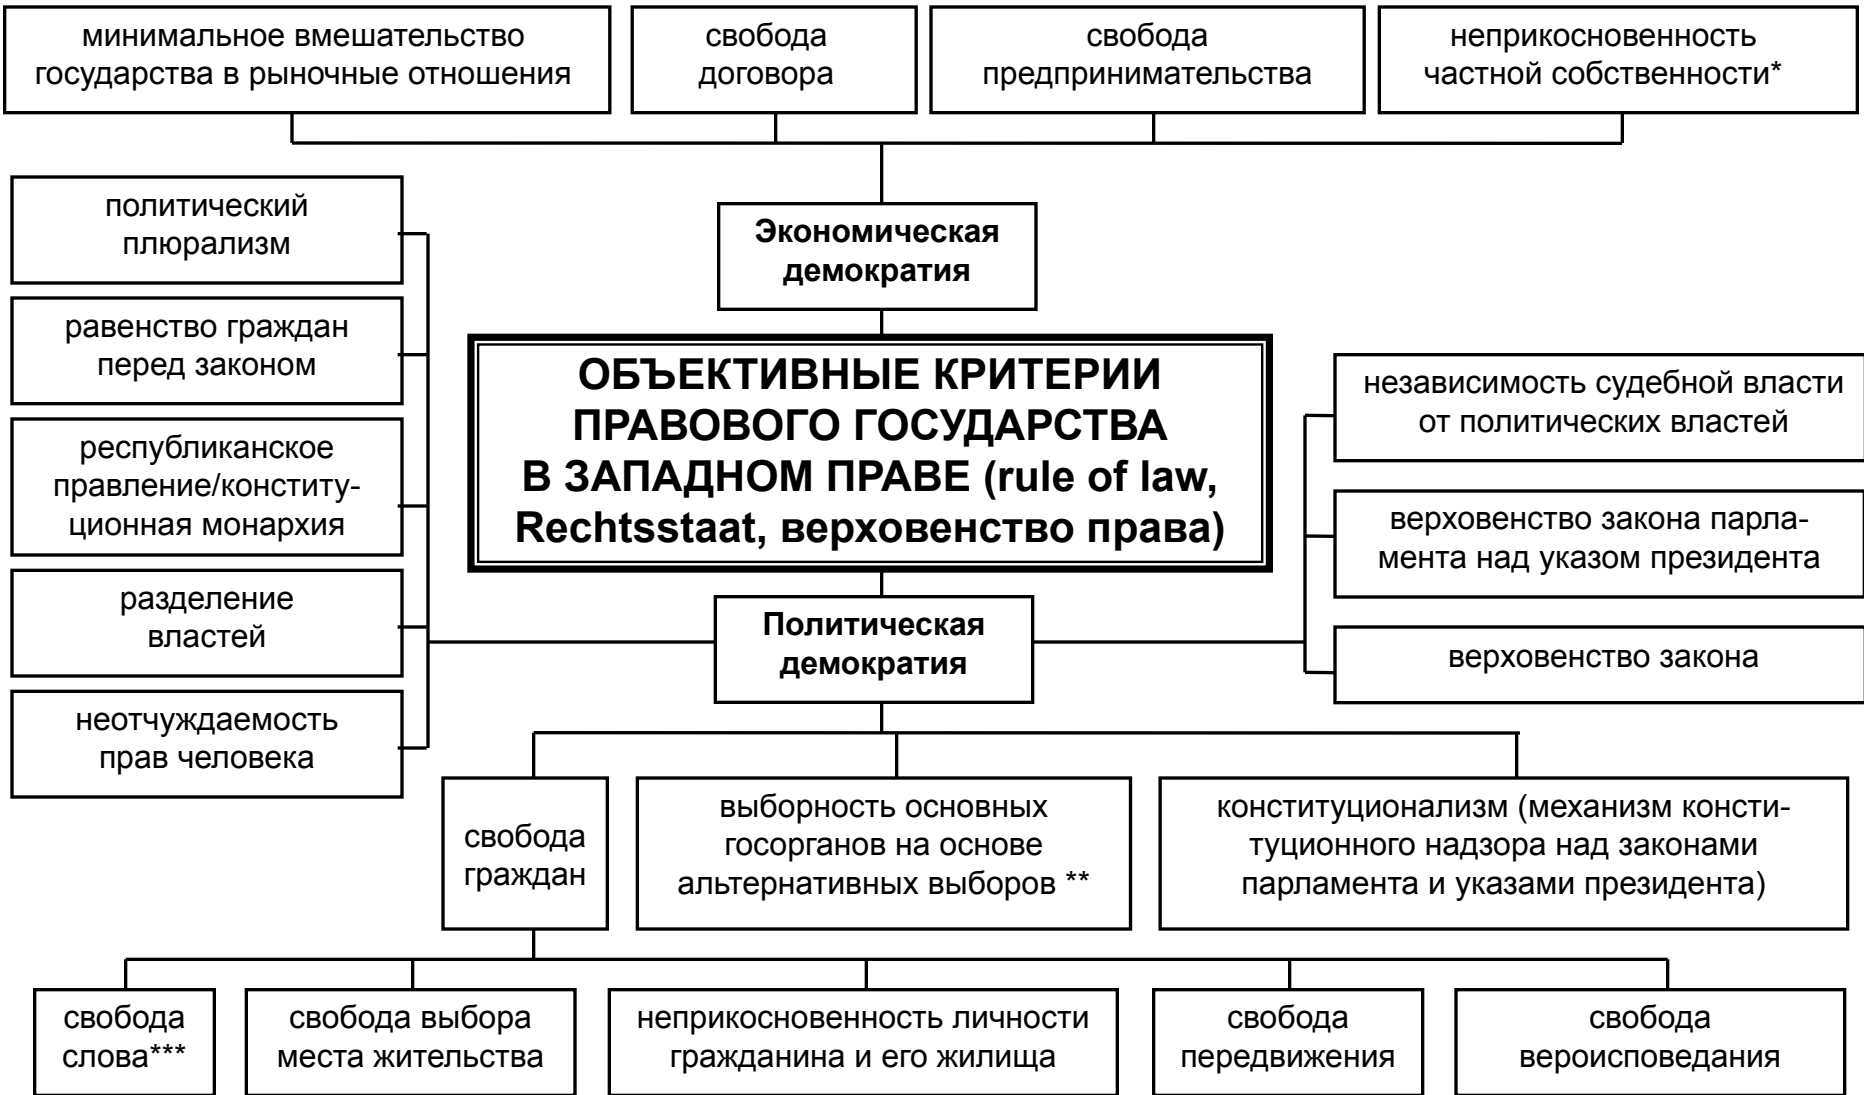 минимальное вмешательство
государства в рыночные отношения
свобода
договора
свобода
предпринимательства
неприкосновенность
частной собственности*
Экономическая
демократия
политический
плюрализм
равенство граждан
перед законом
республиканское
правление/конститу-
ционная монархия
разделение
властей
неотчуждаемость
прав человека
ОБЪЕКТИВНЫЕ КРИТЕРИИ
ПРАВОВОГО ГОСУДАРСТВА
В ЗАПАДНОМ ПРАВЕ (rule of law,
Rechtsstaat, верховенство права)
независимость судебной власти
от политических властей
верховенство закона парла-
мента над указом президента
верховенство закона
Политическая
демократия
свобода
граждан
выборность основных
госорганов на основе
альтернативных выборов **
конституционализм (механизм консти-
туционного надзора над законами
парламента и указами президента)
свобода
слова***
свобода выбора
места жительства
неприкосновенность личности
гражданина и его жилища
свобода
передвижения
свобода
вероисповедания